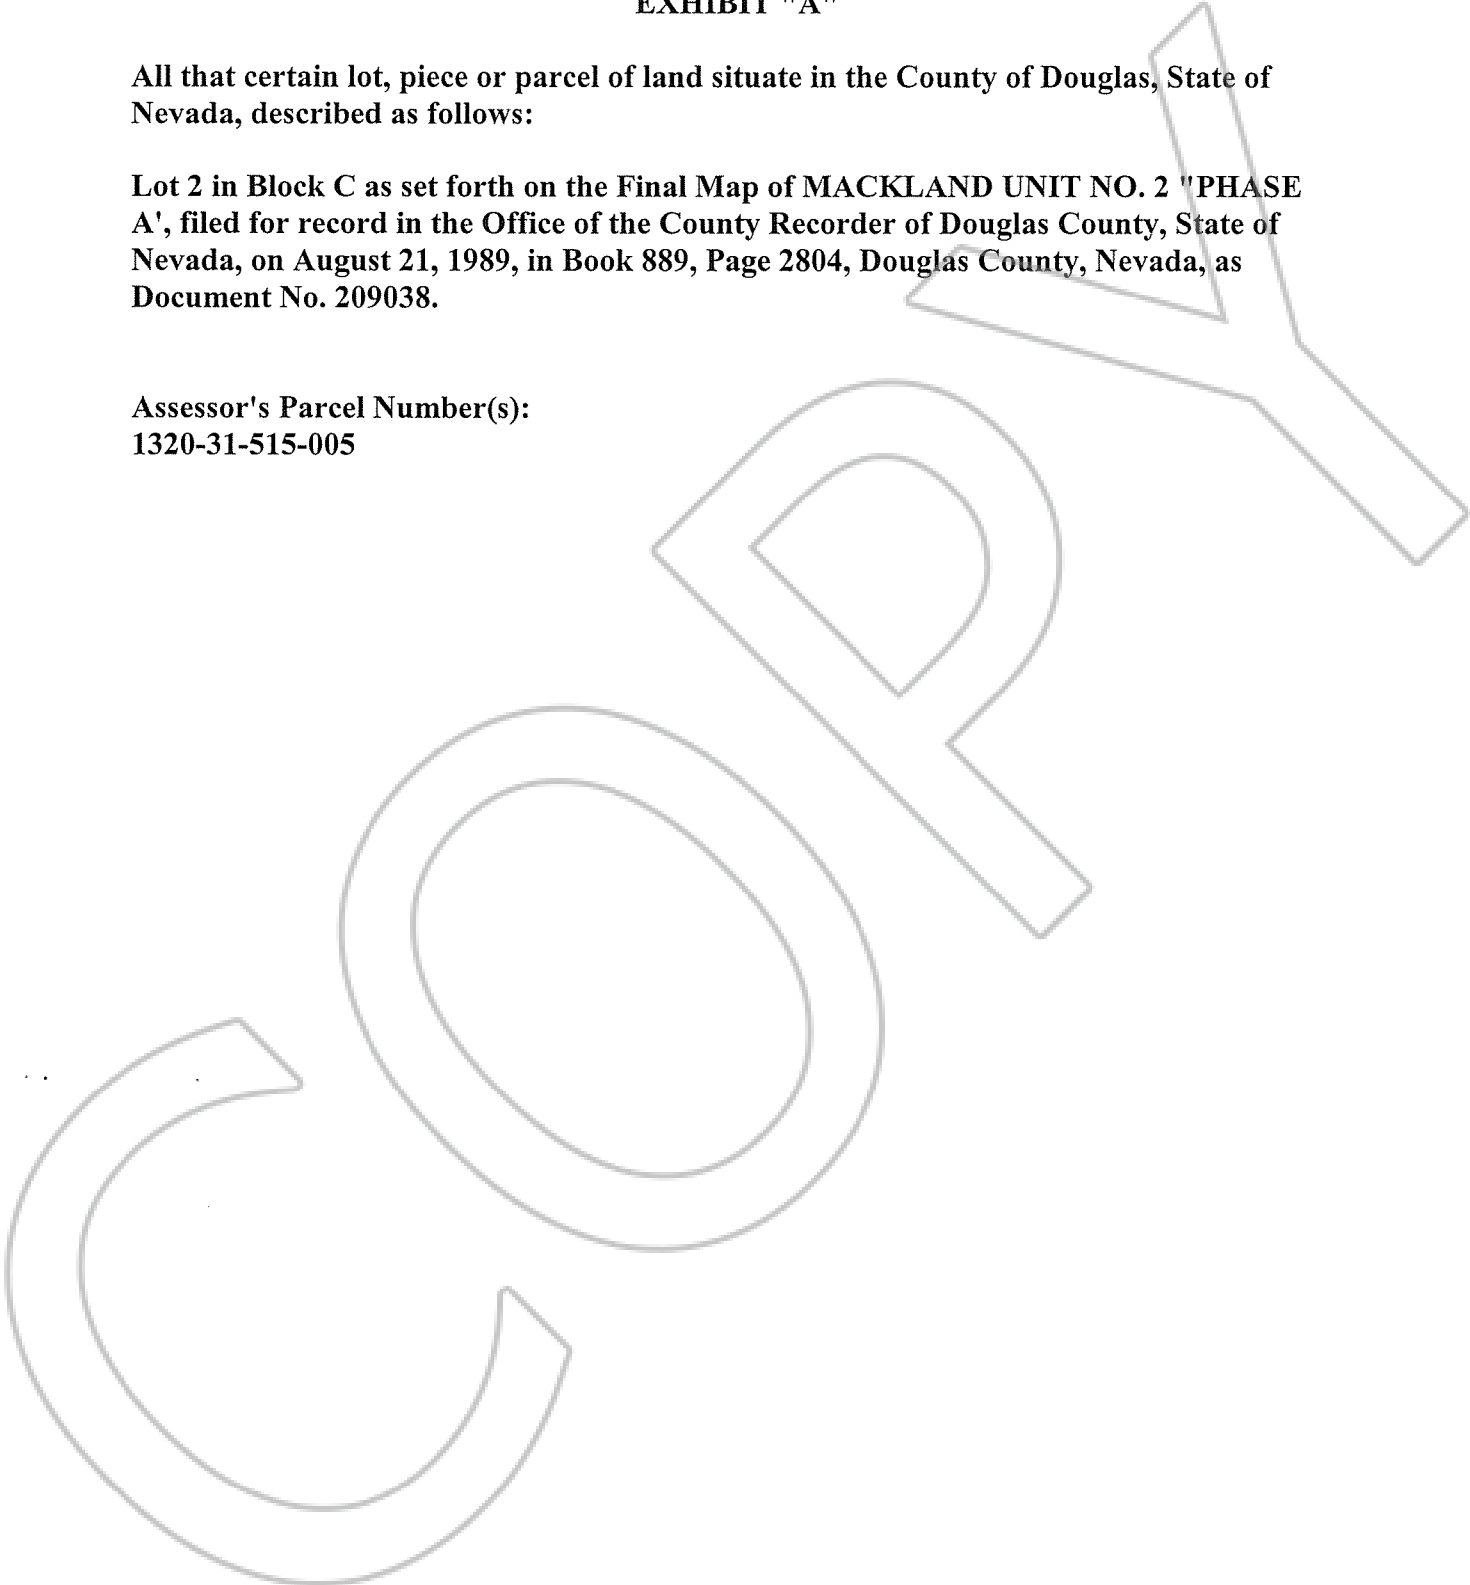 EXHIBIT "A"
All that certain lot, piece or parcel of land situate in the County of Douglas, State of
Nevada, described as follows:
Lot 2 in Block C as set forth on the Final Map of MACKLAND UNIT NO. 2 "PHASE
A', filed for record in the Office of the County Recorder of Douglas County, State of
Nevada, on August 21, 1989, in Book 889, Page 2804, Douglas County, Nevada, as
Document No. 209038.
Assessor's Parcel Number(s):
1320-31-515-005
COPY